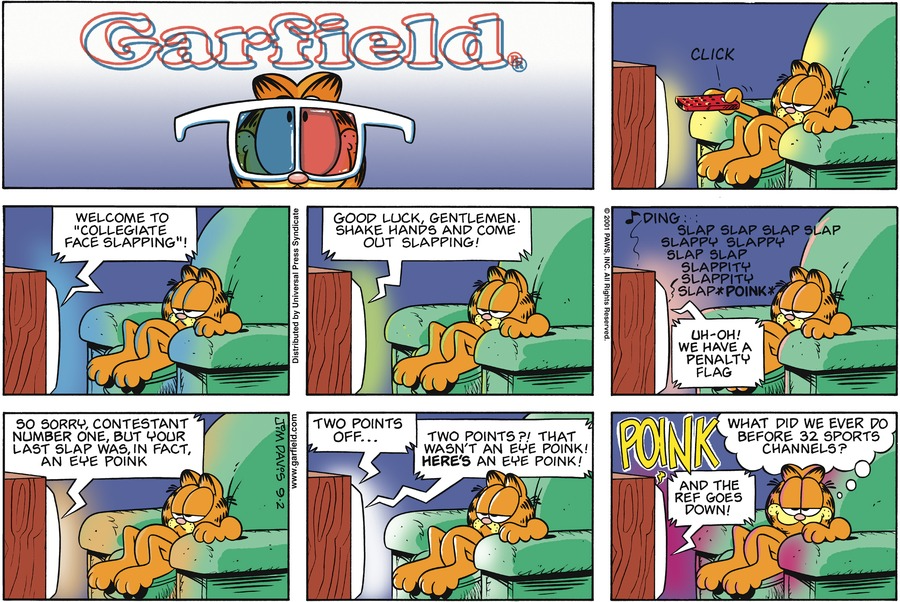 Garfield®
CLICK
WELCOME TO
"COLLEGIATE
FACE SLAPPING"!
Distributed by Universal Press Syndicate
GOOD LUCK, GENTLEMEN.
SHAKE HANDS AND COME
OUT SLAPPING!
© 2001 PAWS, INC. All Rights Reserved.
♪DING...
SLAP SLAP SLAP SLAP
SLAPPY SLAPPY
SLAP SLAP
SLAPPITY
SLAPPITY
SLAP*POINK*
UH-OH!
WE HAVE A
PENALTY
FLAG
SO SORRY, CONTESTANT
NUMBER ONE, BUT YOUR
LAST SLAP WAS, IN FACT,
AN EYE POINK
JIM DAVIS 9·2
www.garfield.com
TWO POINTS
OFF...
TWO POINTS?! THAT
WASN'T AN EYE POINK!
HERE'S AN EYE POINK!
POINK
AND THE
REF GOES
DOWN!
WHAT DID WE EVER DO
BEFORE 32 SPORTS
CHANNELS?